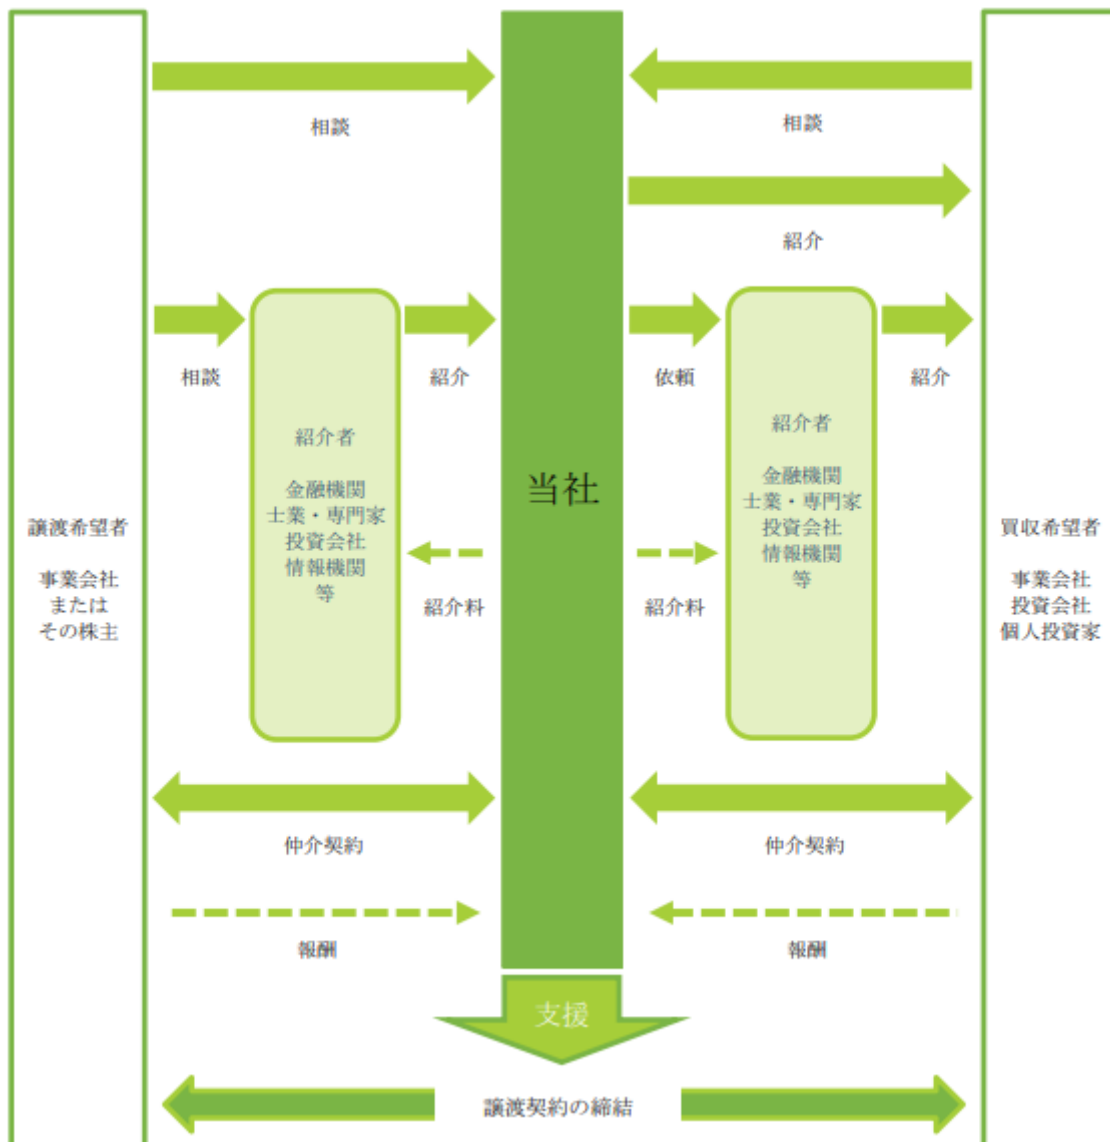 相談
相談
紹介
相談
紹介
依頼
紹介
紹介者
金融機関
士業・専門家
投資会社
情報機関
等
紹介者
金融機関
士業・専門家
投資会社
情報機関
等
当社
譲渡希望者
事業会社
または
その株主
買収希望者
事業会社
投資会社
個人投資家
紹介料
紹介料
仲介契約
仲介契約
報酬
報酬
支援
譲渡契約の締結